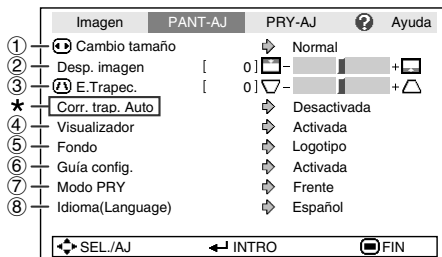 Imagen PANT-AJ PRY-AJ ? Ayuda
① Cambio tamaño Normal
② Desp. imagen [ 0 ] - +
③ E.Trapec. [ 0 ] - +
* Corr. trap. Auto Desactivada
④ Visualizador Activada
⑤ Fondo Logotipo
⑥ Guía config. Activada
⑦ Modo PRY Frente
⑧ Idioma(Language) Español
SEL./AJ INTRO FIN